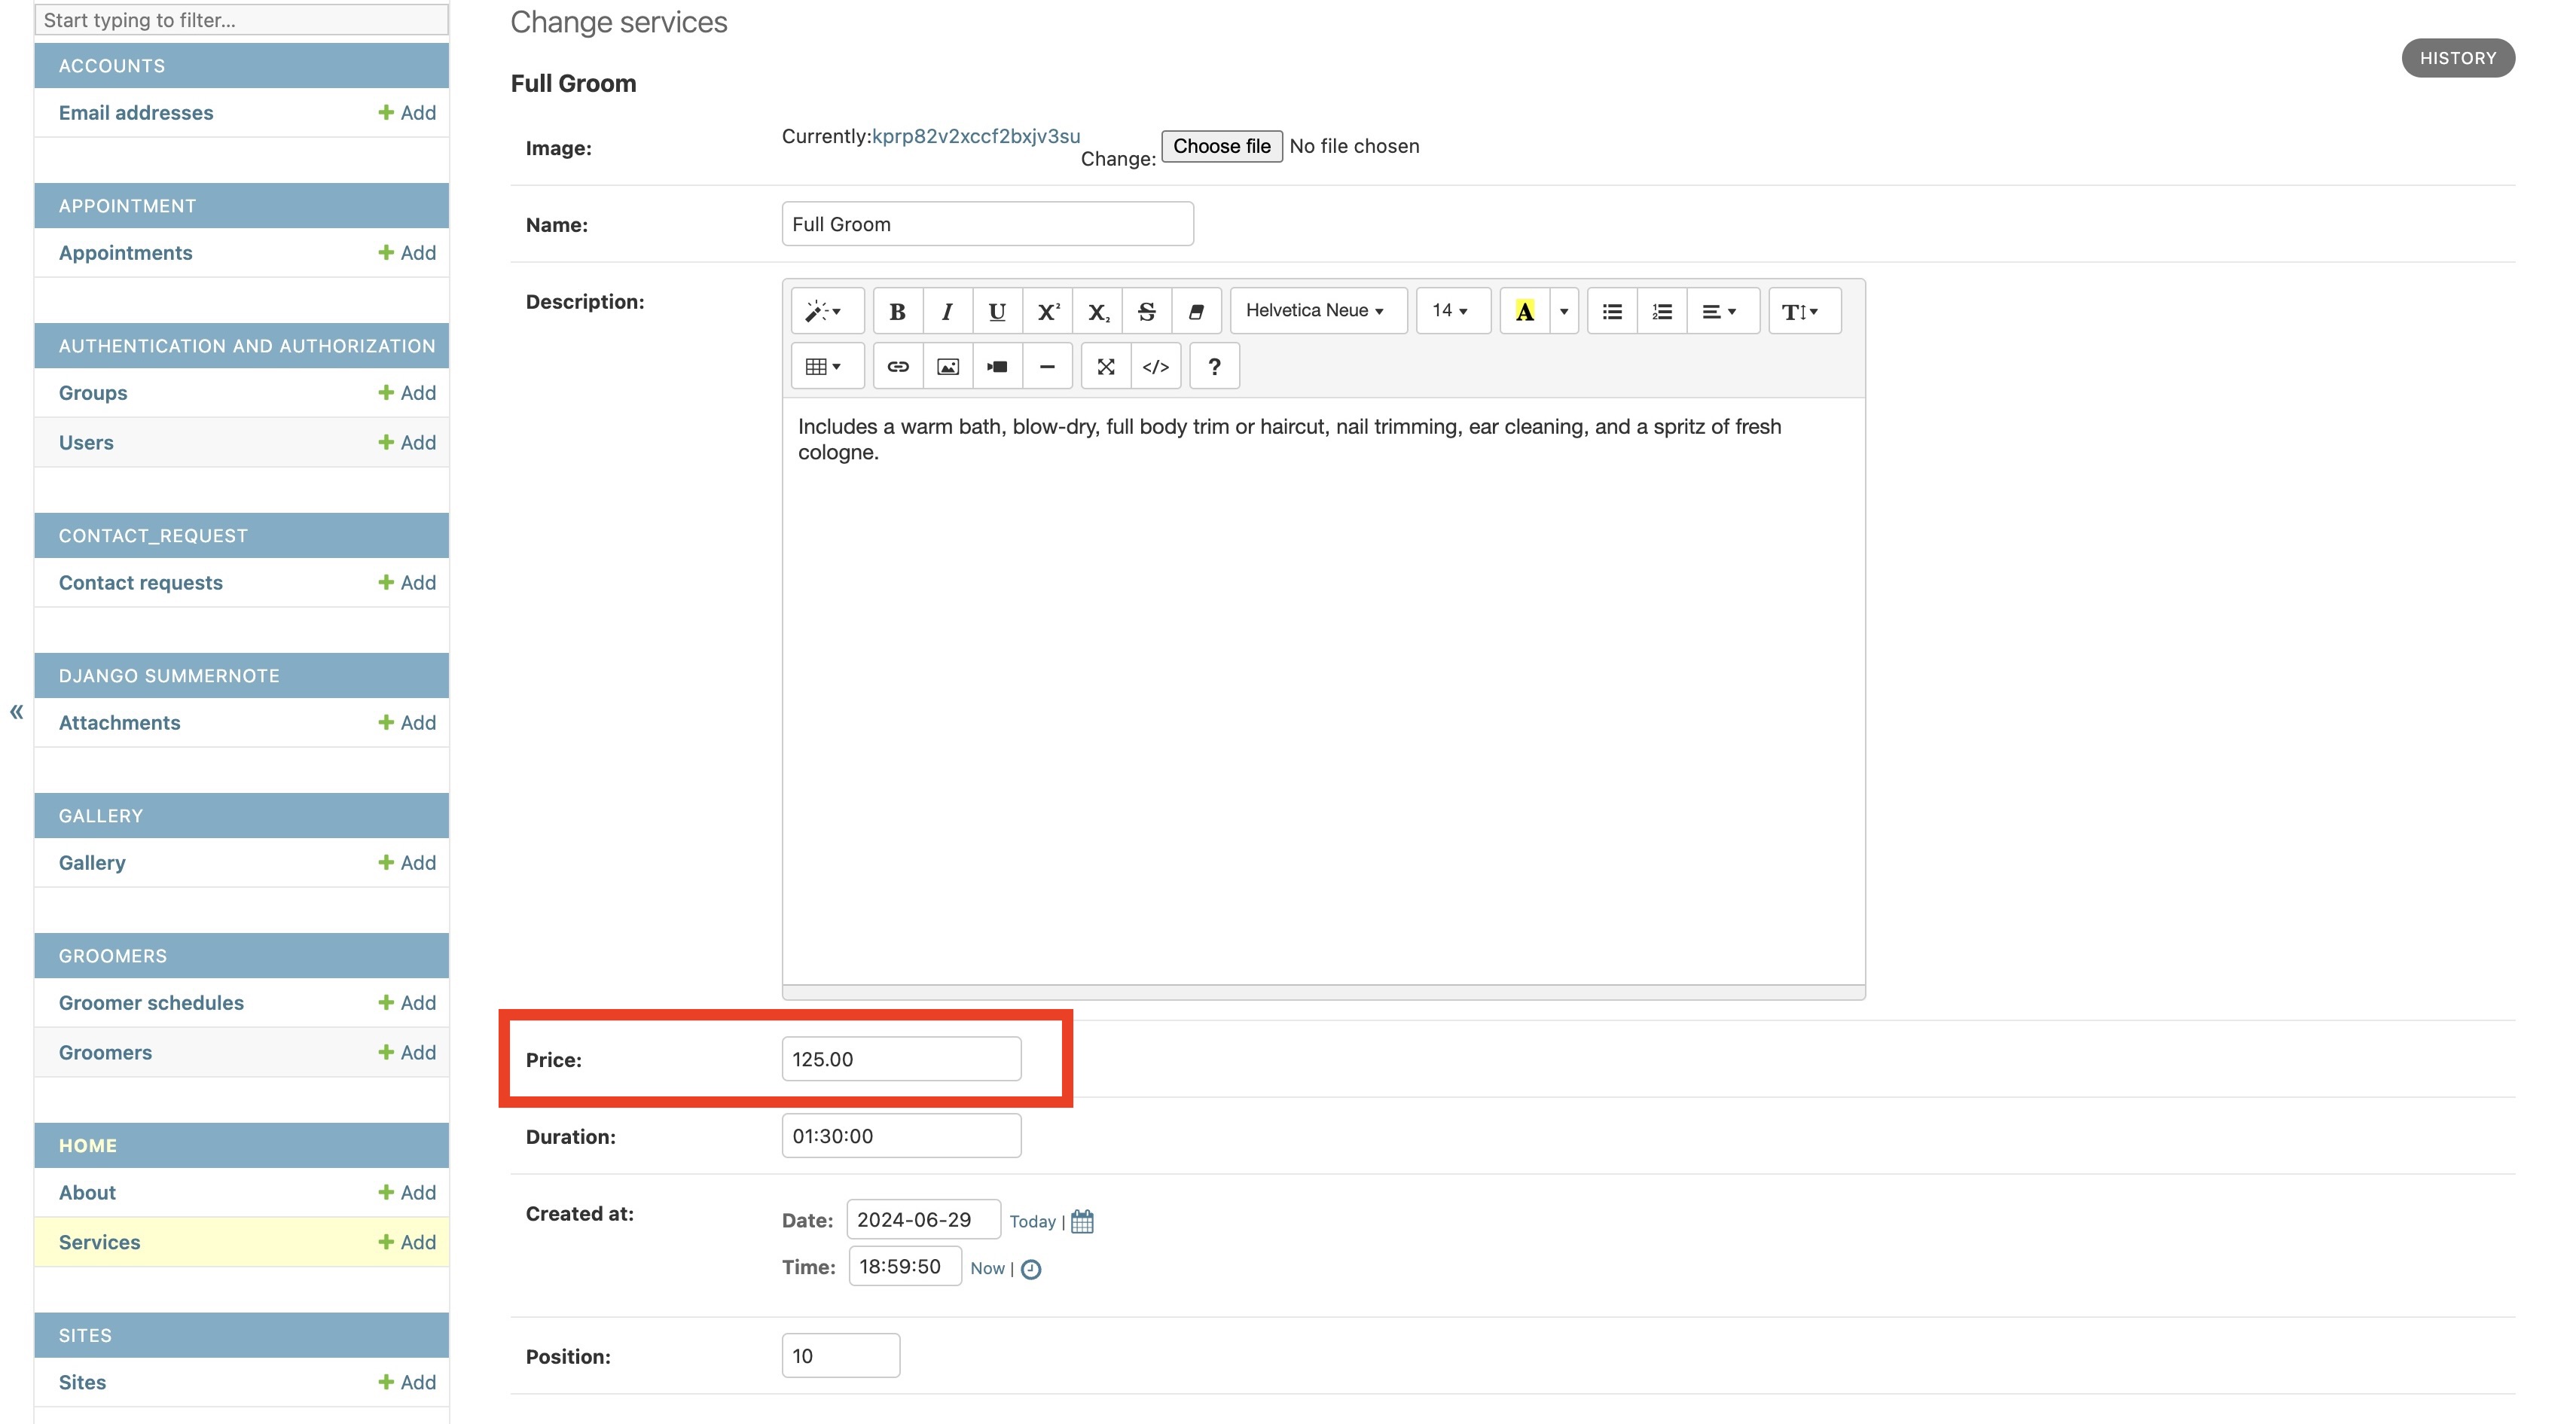 Start typing to filter...
ACCOUNTS
Email addresses + Add
APPOINTMENT
Appointments + Add
AUTHENTICATION AND AUTHORIZATION
Groups + Add
Users + Add
CONTACT_REQUEST
Contact requests + Add
DJANGO SUMMERNOTE
Attachments + Add
«
GALLERY
Gallery + Add
GROOMERS
Groomer schedules + Add
Groomers + Add
HOME
About + Add
Services + Add
SITES
Sites + Add
Change services
HISTORY
Full Groom
Image: Currently:kprp82v2xccf2bxjv3su Change: Choose file No file chosen
Name: Full Groom
Description:
B I U X² X₂ S Helvetica Neue 14 A T
</> ?
Includes a warm bath, blow-dry, full body trim or haircut, nail trimming, ear cleaning, and a spritz of fresh
cologne.
Price: 125.00
Duration: 01:30:00
Created at: Date: 2024-06-29 Today |
Time: 18:59:50 Now |
Position: 10